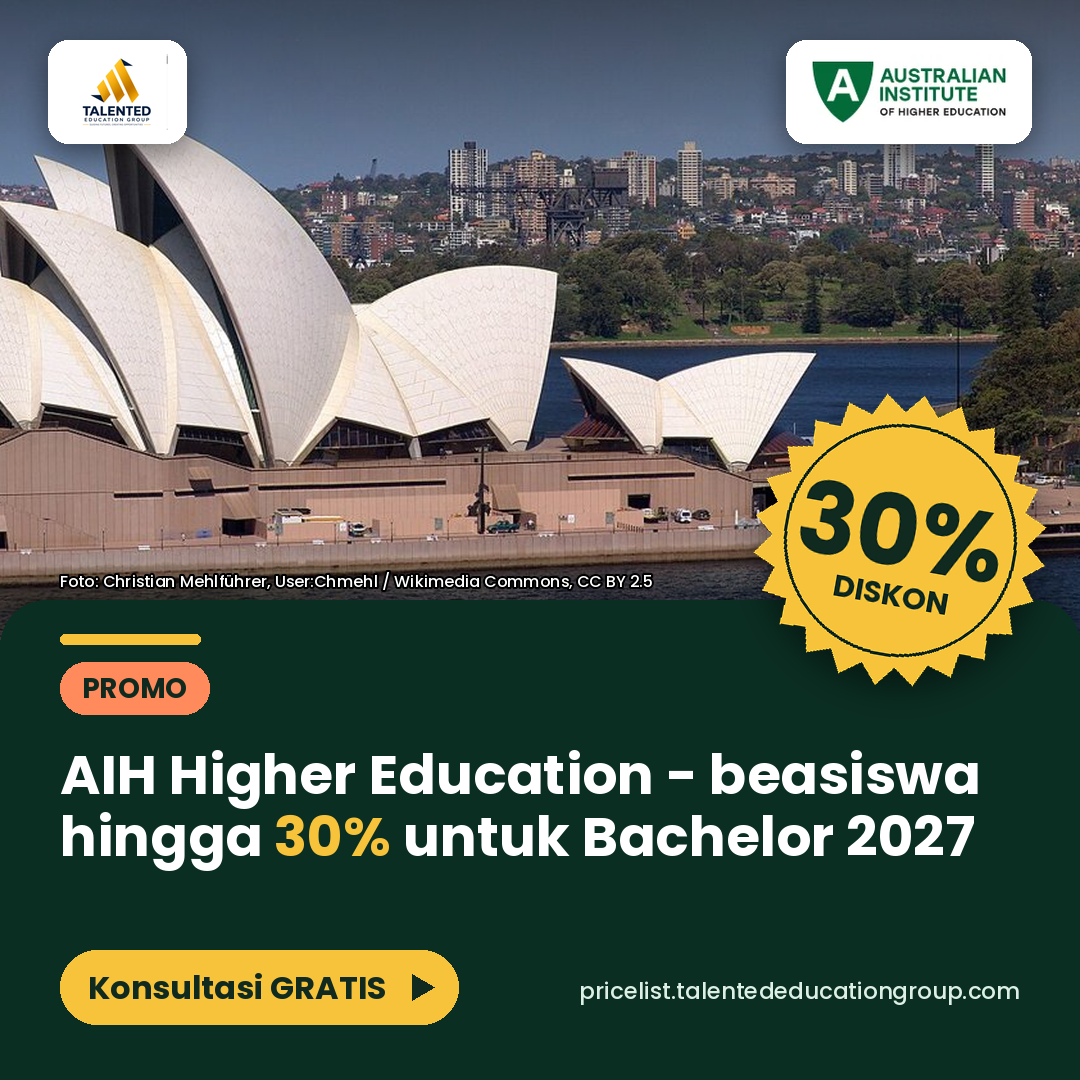 TALENTED
EDUCATION GROUP
A AUSTRALIAN
INSTITUTE
OF HIGHER EDUCATION
30%
DISKON
Foto: Christian Mehlführer, User:Chmehl / Wikimedia Commons, CC BY 2.5
PROMO
AIH Higher Education - beasiswa
hingga 30% untuk Bachelor 2027
Konsultasi GRATIS
pricelist.talentededucationgroup.com